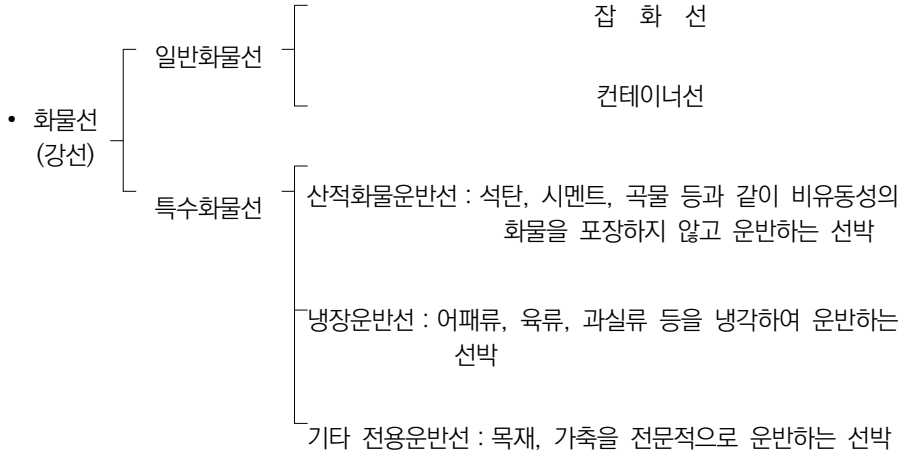 잡 화 선
일반화물선
컨테이너선
• 화물선
(강선)
특수화물선
산적화물운반선 : 석탄, 시멘트, 곡물 등과 같이 비유동성의
화물을 포장하지 않고 운반하는 선박
냉장운반선 : 어패류, 육류, 과실류 등을 냉각하여 운반하는
선박
기타 전용운반선 : 목재, 가축을 전문적으로 운반하는 선박